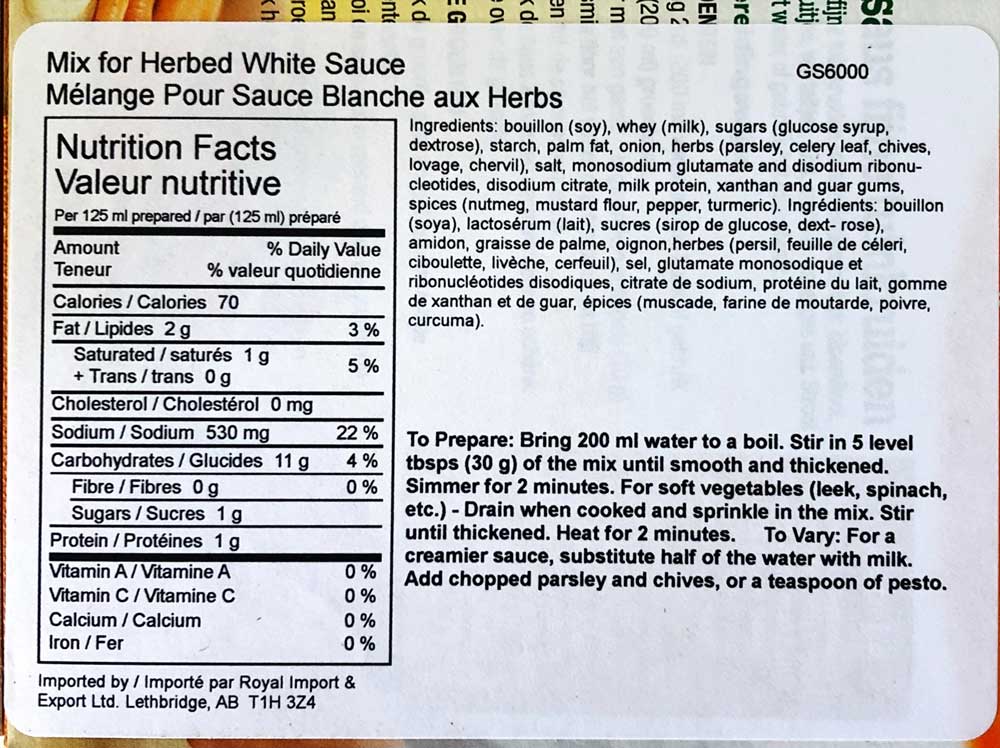 Mix for Herbed White Sauce
Mélange Pour Sauce Blanche aux Herbs
GS6000
Nutrition Facts
Valeur nutritive
Per 125 ml prepared / par (125 ml) préparé
Amount % Daily Value
Teneur % valeur quotidienne
Calories / Calories 70
Fat / Lipides 2 g 3 %
Saturated / saturés 1 g
+ Trans / trans 0 g
5 %
Cholesterol / Cholestérol 0 mg
Sodium / Sodium 530 mg 22 %
Carbohydrates / Glucides 11 g 4 %
Fibre / Fibres 0 g 0 %
Sugars / Sucres 1 g
Protein / Protéines 1 g
Vitamin A / Vitamine A 0 %
Vitamin C / Vitamine C 0 %
Calcium / Calcium 0 %
Iron / Fer 0 %
Imported by / Importé par Royal Import &
Export Ltd. Lethbridge, AB T1H 3Z4
Ingredients: bouillon (soy), whey (milk), sugars (glucose syrup,
dextrose), starch, palm fat, onion, herbs (parsley, celery leaf, chives,
lovage, chervil), salt, monosodium glutamate and disodium ribonu-
cleotides, disodium citrate, milk protein, xanthan and guar gums,
spices (nutmeg, mustard flour, pepper, turmeric). Ingrédients: bouillon
(soya), lactosérum (lait), sucres (sirop de glucose, dext- rose),
amidon, graisse de palme, oignon,herbes (persil, feuille de céleri,
ciboulette, livèche, cerfeuil), sel, glutamate monosodique et
ribonucléotides disodiques, citrate de sodium, protéine du lait, gomme
de xanthan et de guar, épices (muscade, farine de moutarde, poivre,
curcuma).
To Prepare: Bring 200 ml water to a boil. Stir in 5 level
tbsps (30 g) of the mix until smooth and thickened.
Simmer for 2 minutes. For soft vegetables (leek, spinach,
etc.) - Drain when cooked and sprinkle in the mix. Stir
until thickened. Heat for 2 minutes. To Vary: For a
creamier sauce, substitute half of the water with milk.
Add chopped parsley and chives, or a teaspoon of pesto.